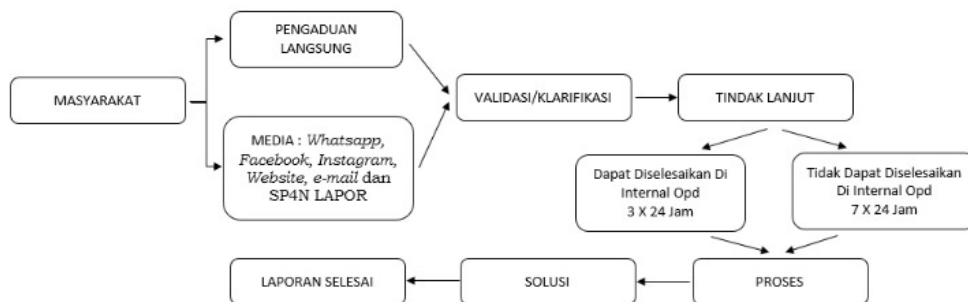 MASYARAKAT
PENGADUAN
LANGSUNG
MEDIA : Whatsapp,
Facebook, Instagram,
Website, e-mail dan
SP4N LAPOR
VALIDASI/KLARIFIKASI
TINDAK LANJUT
Dapat Diselesaikan Di
Internal Opd
3 X 24 Jam
Tidak Dapat Diselesaikan
Di Internal Opd
7 X 24 Jam
PROSES
SOLUSI
LAPORAN SELESAI